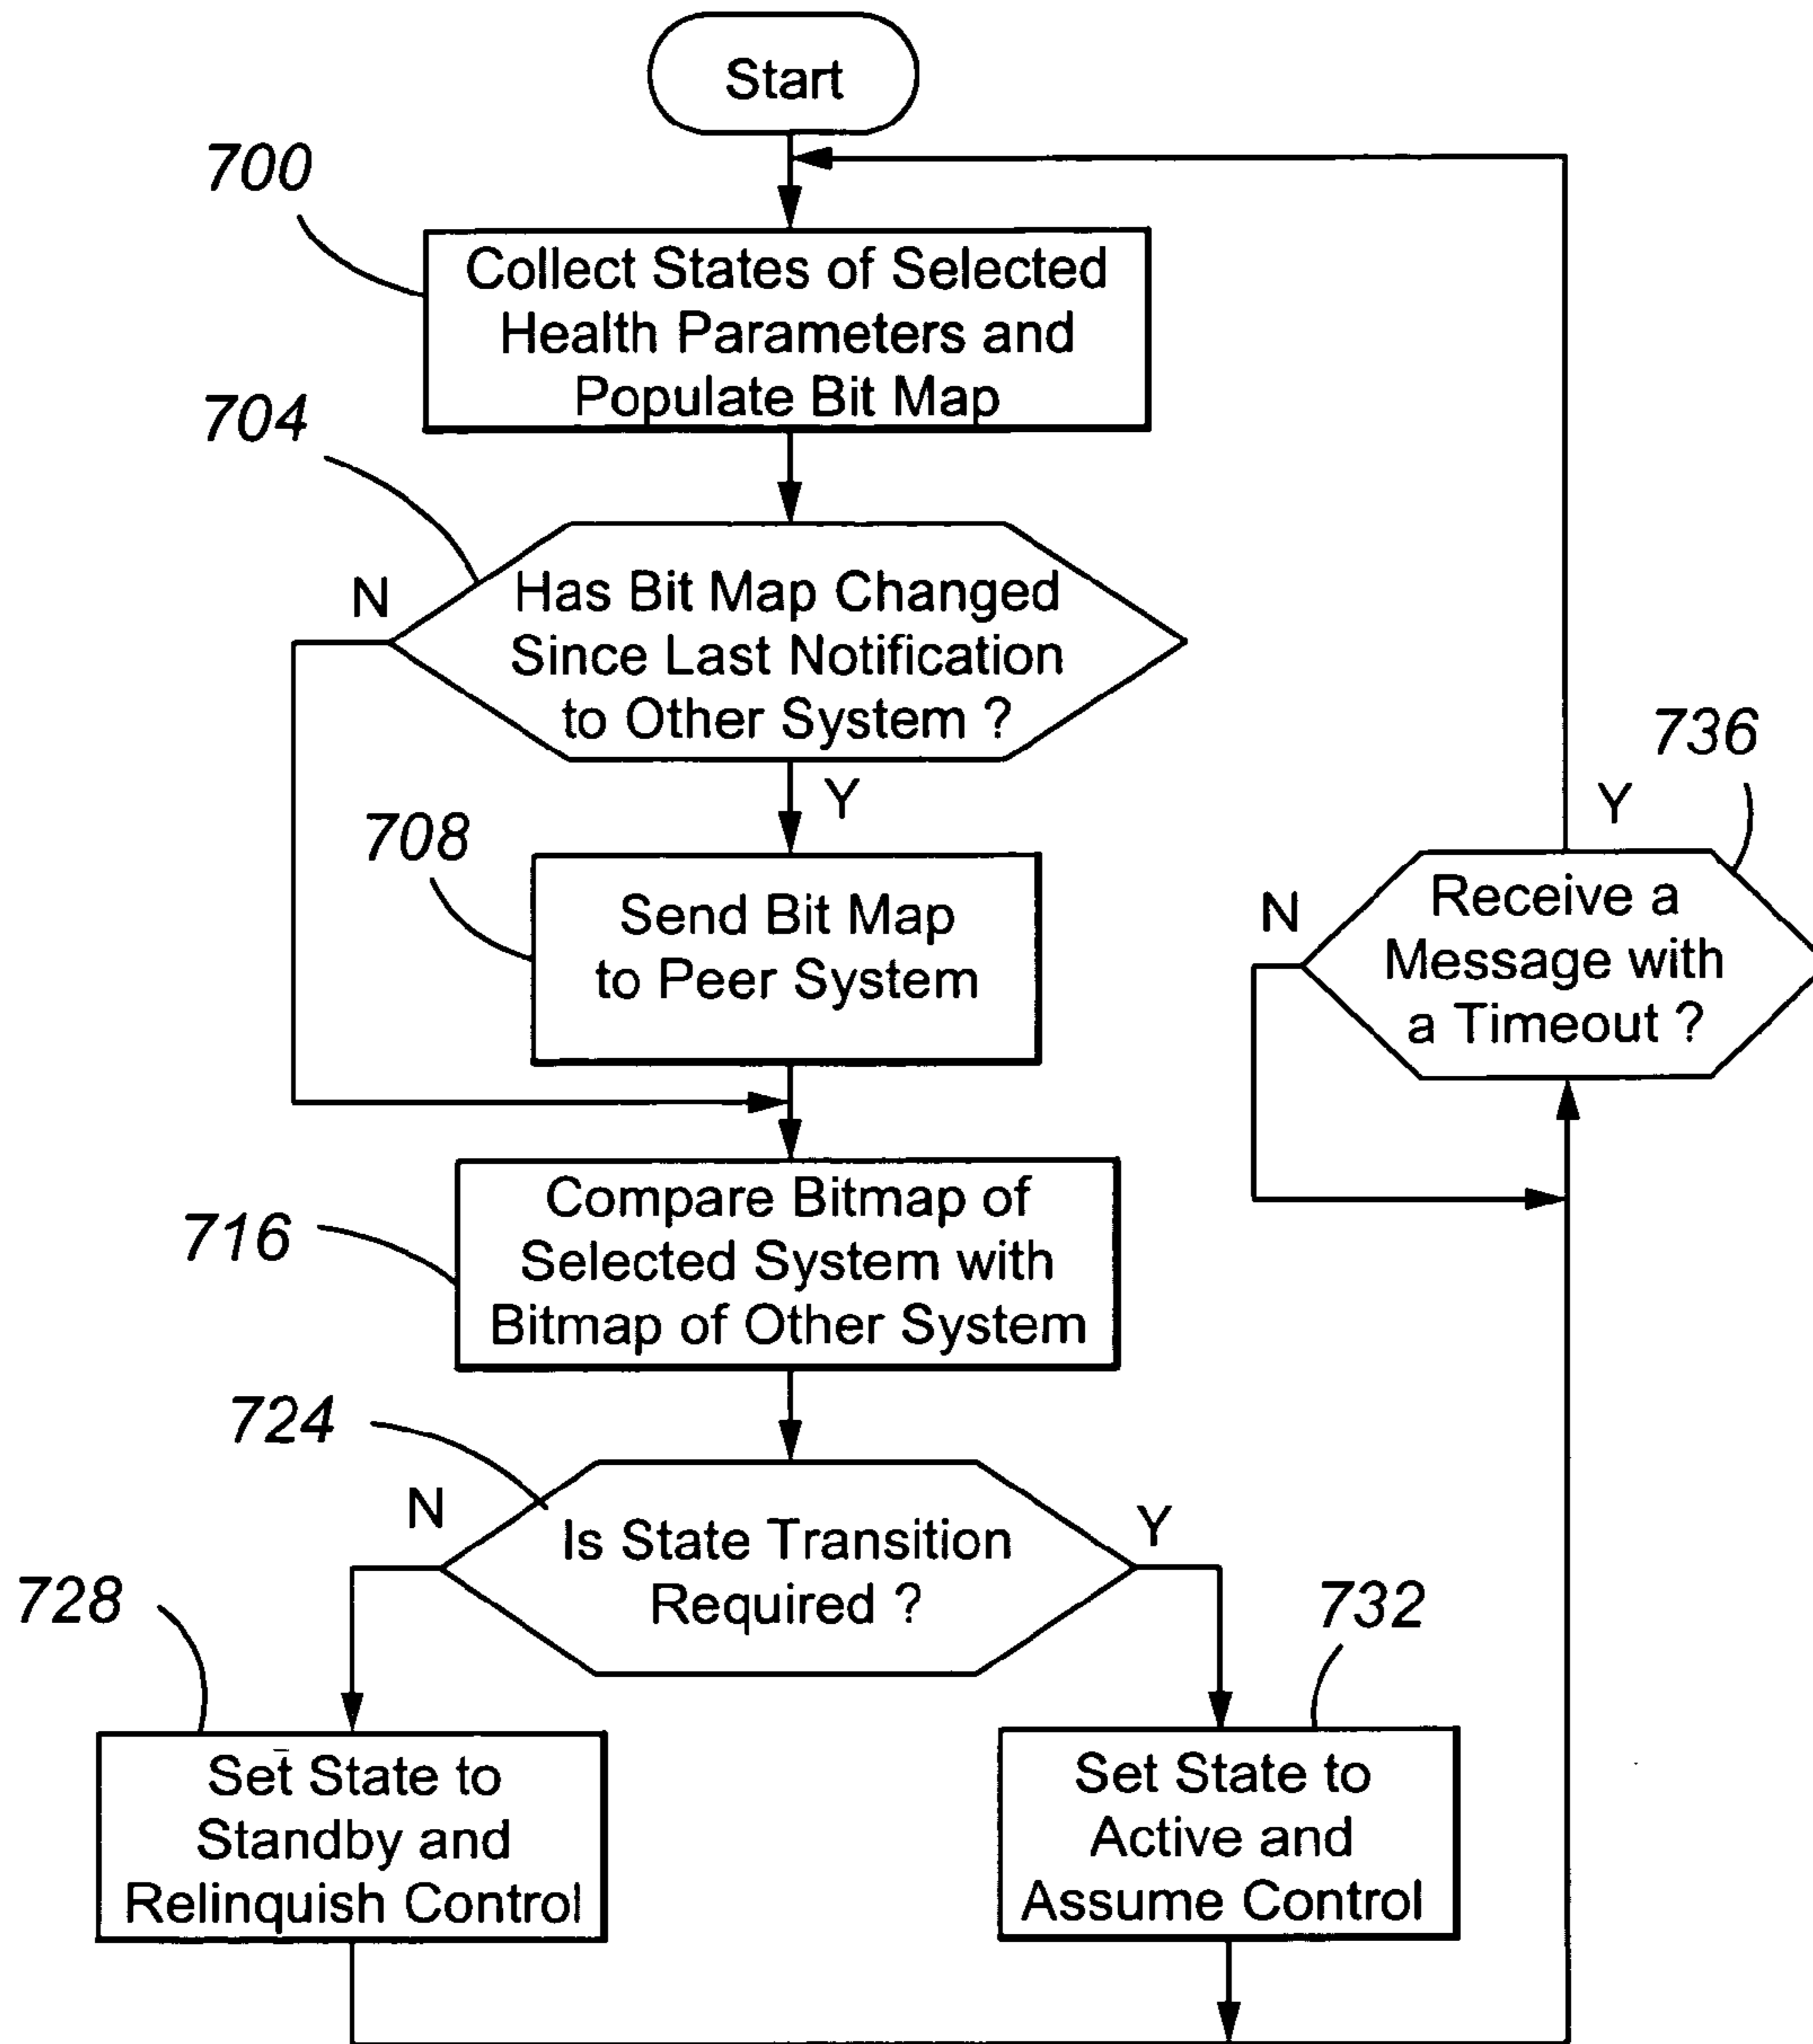 Start
700
Collect States of Selected
Health Parameters and
Populate Bit Map
704
N
Has Bit Map Changed
Since Last Notification
to Other System ?
Y
708
Send Bit Map
to Peer System
736
Y
N
Receive a
Message with
a Timeout ?
716
Compare Bitmap of
Selected System with
Bitmap of Other System
724
N
Is State Transition
Required ?
Y
728
Set State to
Standby and
Relinquish Control
732
Set State to
Active and
Assume Control